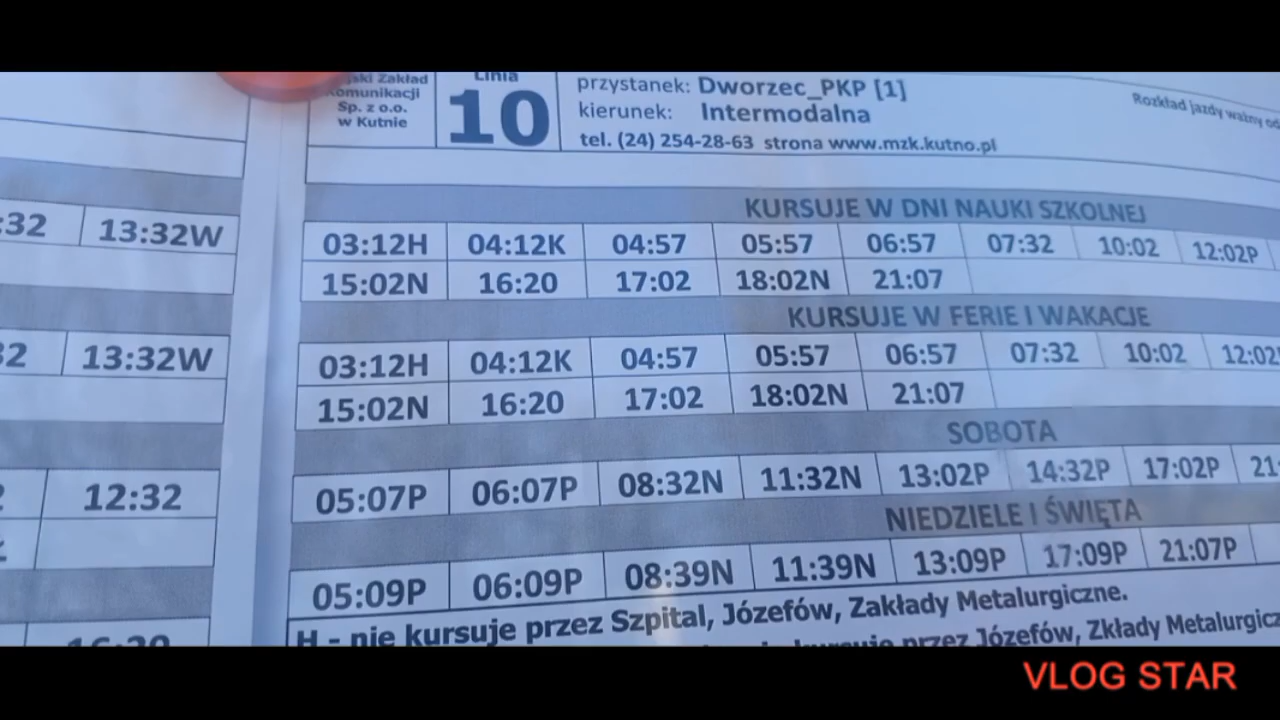 :32 13:32W
32 13:32W
12:32
Zakład
Komunikacji
Sp. z o.o.
w Kutnie
Linia
10
przystanek: Dworzec_PKP [1]
kierunek: Intermodalna
tel. (24) 254-28-63 strona www.mzk.kutno.pl
Rozkład jazdy ważny od
KURSUJE W DNI NAUKI SZKOLNEJ
03:12H 04:12K 04:57 05:57 06:57 07:32 10:02 12:02P
15:02N 16:20 17:02 18:02N 21:07
KURSUJE W FERIE I WAKACJE
03:12H 04:12K 04:57 05:57 06:57 07:32 10:02 12:02
15:02N 16:20 17:02 18:02N 21:07
SOBOTA
05:07P 06:07P 08:32N 11:32N 13:02P 14:32P 17:02P 21:
NIEDZIELE I ŚWIĘTA
05:09P 06:09P 08:39N 11:39N 13:09P 17:09P 21:07P
H - nie kursuje przez Szpital, Józefów, Zakłady Metalurgiczne.
kursuje przez Józefów, Zkłady Metalurgicz
VLOG STAR